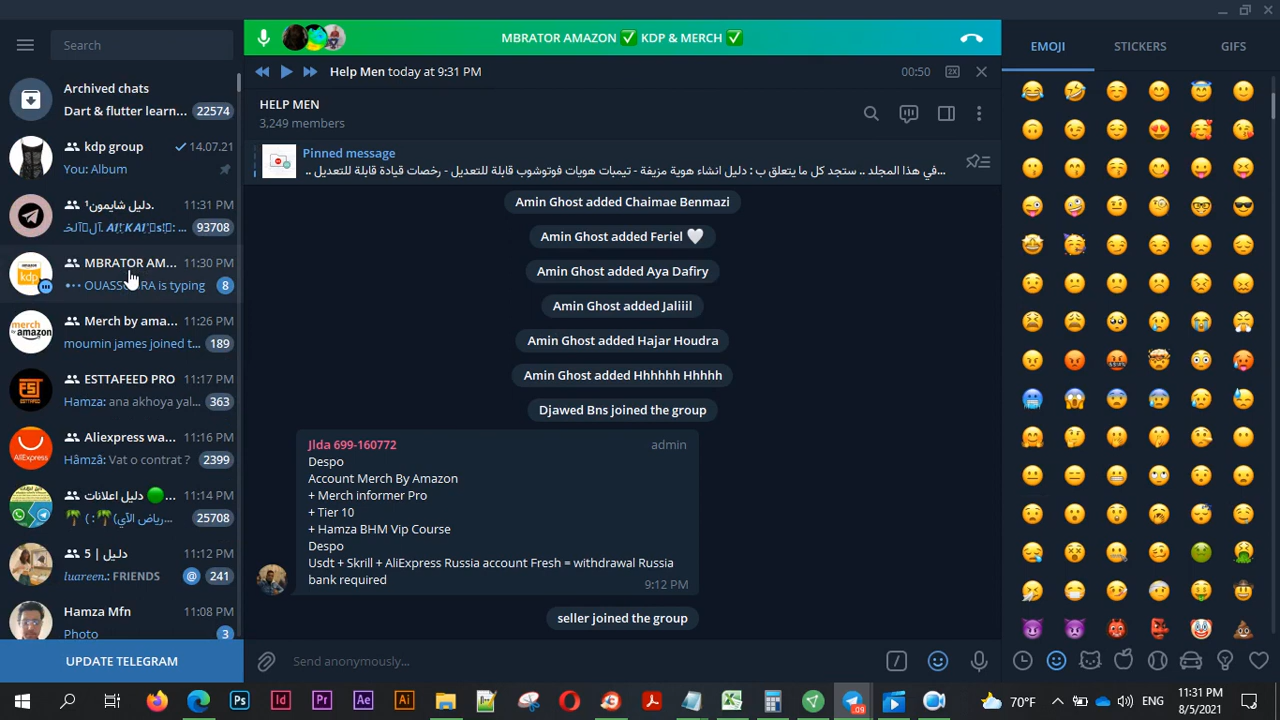 Search
Archived chats
Dart & flutter learn...
22574
kdp group
14.07.21
You: Album
دليل شايمون¹.
11:31 PM
93708
MBRATOR AM...
11:30 PM
RA is typing
8
Merch by ama...
11:26 PM
moumin james joined t...
189
ESTTAFEED PRO
11:17 PM
Hamza: ana akhoya yal...
363
Aliexpress wa...
11:16 PM
Hâmzâ: Vat o contrat ?
2399
دليل اعلانات 🟢...
11:14 PM
25708
دليل | 5
11:12 PM
luareen.: FRIENDS
@
241
Hamza Mfn
11:08 PM
Photo
3
UPDATE TELEGRAM
MBRATOR AMAZON ✅ KDP & MERCH ✅
Help Men today at 9:31 PM
00:50
2X
HELP MEN
3,249 members
Pinned message
في هذا المجلد .. ستجد كل ما يتعلق ب : دليل انشاء هوية مزيفة - تيمبات هويات فوتوشوب قابلة للتعديل - رخصات قيادة قابلة للتعديل ..
Amin Ghost added Chaimae Benmazi
Amin Ghost added Feriel 🤍
Amin Ghost added Aya Dafiry
Amin Ghost added Jaliiil
Amin Ghost added Hajar Houdra
Amin Ghost added Hhhhhh Hhhhh
Djawed Bns joined the group
Jlda 699-160772
admin
Despo
Account Merch By Amazon
+ Merch informer Pro
+ Tier 10
+ Hamza BHM Vip Course
Despo
Usdt + Skrill + AliExpress Russia account Fresh = withdrawal Russia
bank required
9:12 PM
seller joined the group
Send anonymously...
EMOJI
STICKERS
GIFS
70°F
ENG
11:31 PM
8/5/2021